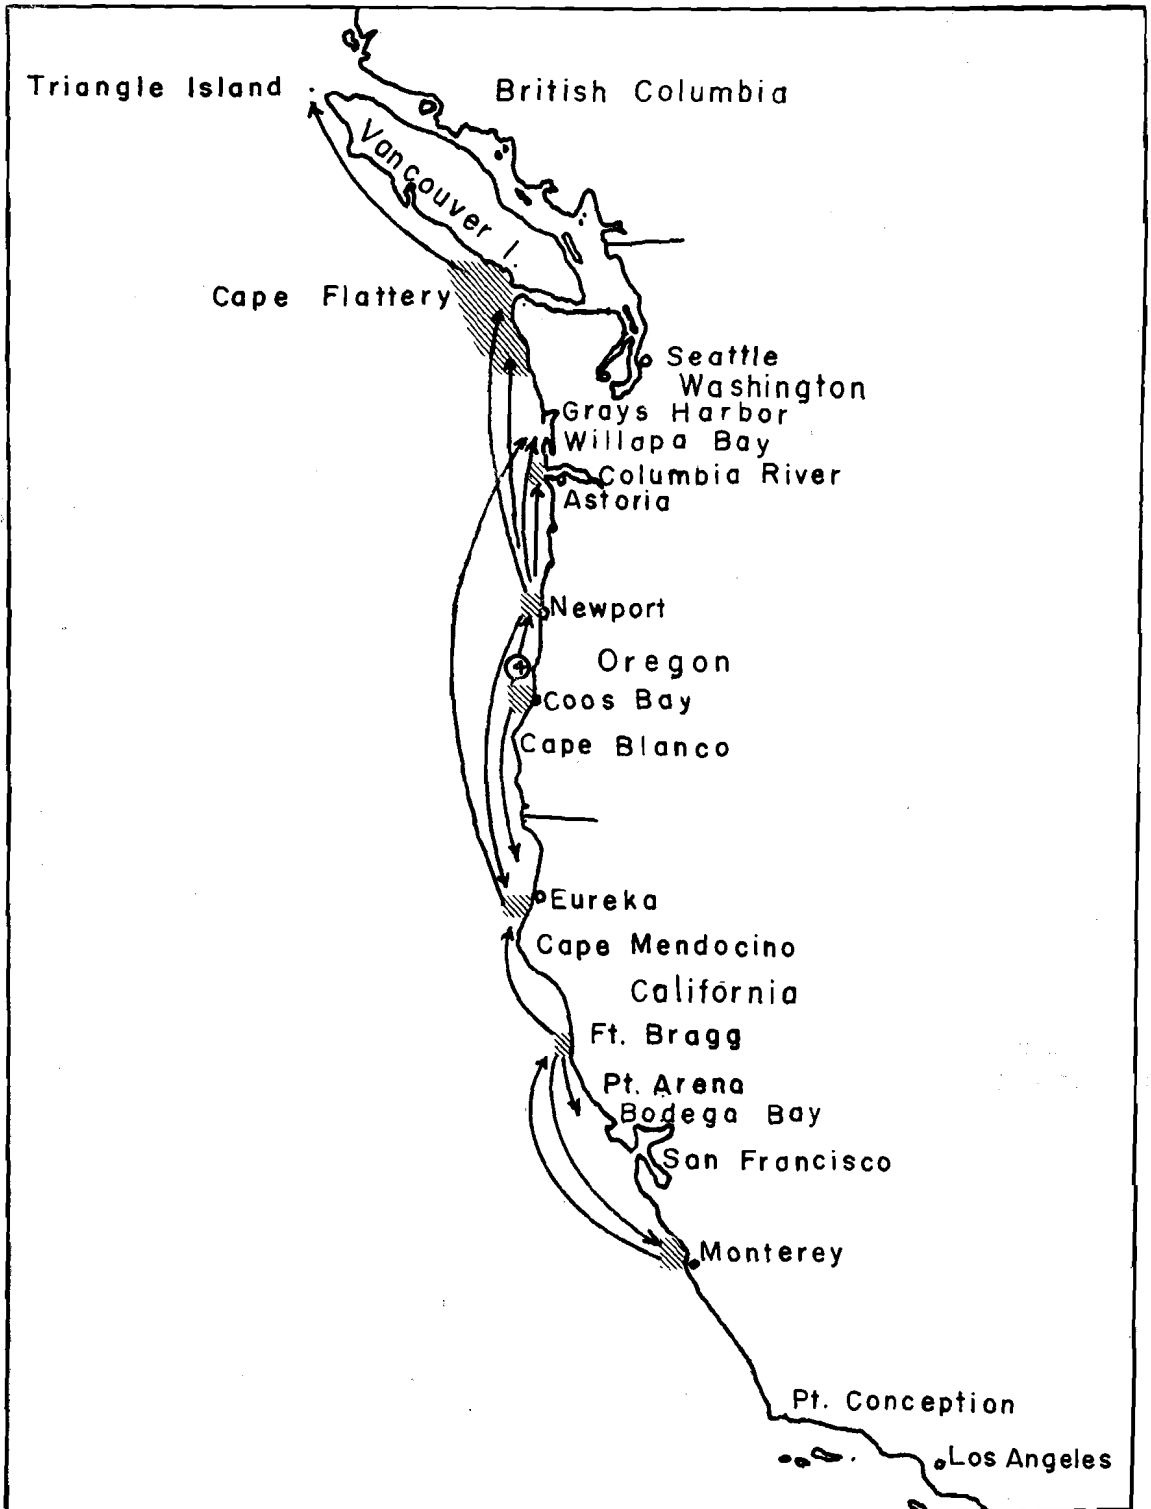 Triangle Island
British Columbia
Vancouver I.
Cape Flattery
Seattle
Washington
Grays Harbor
Willapa Bay
Columbia River
Astoria
Newport
Oregon
4
Coos Bay
Cape Blanco
Eureka
Cape Mendocino
California
Ft. Bragg
Pt. Arena
Bodega Bay
San Francisco
Monterey
Pt. Conception
Los Angeles